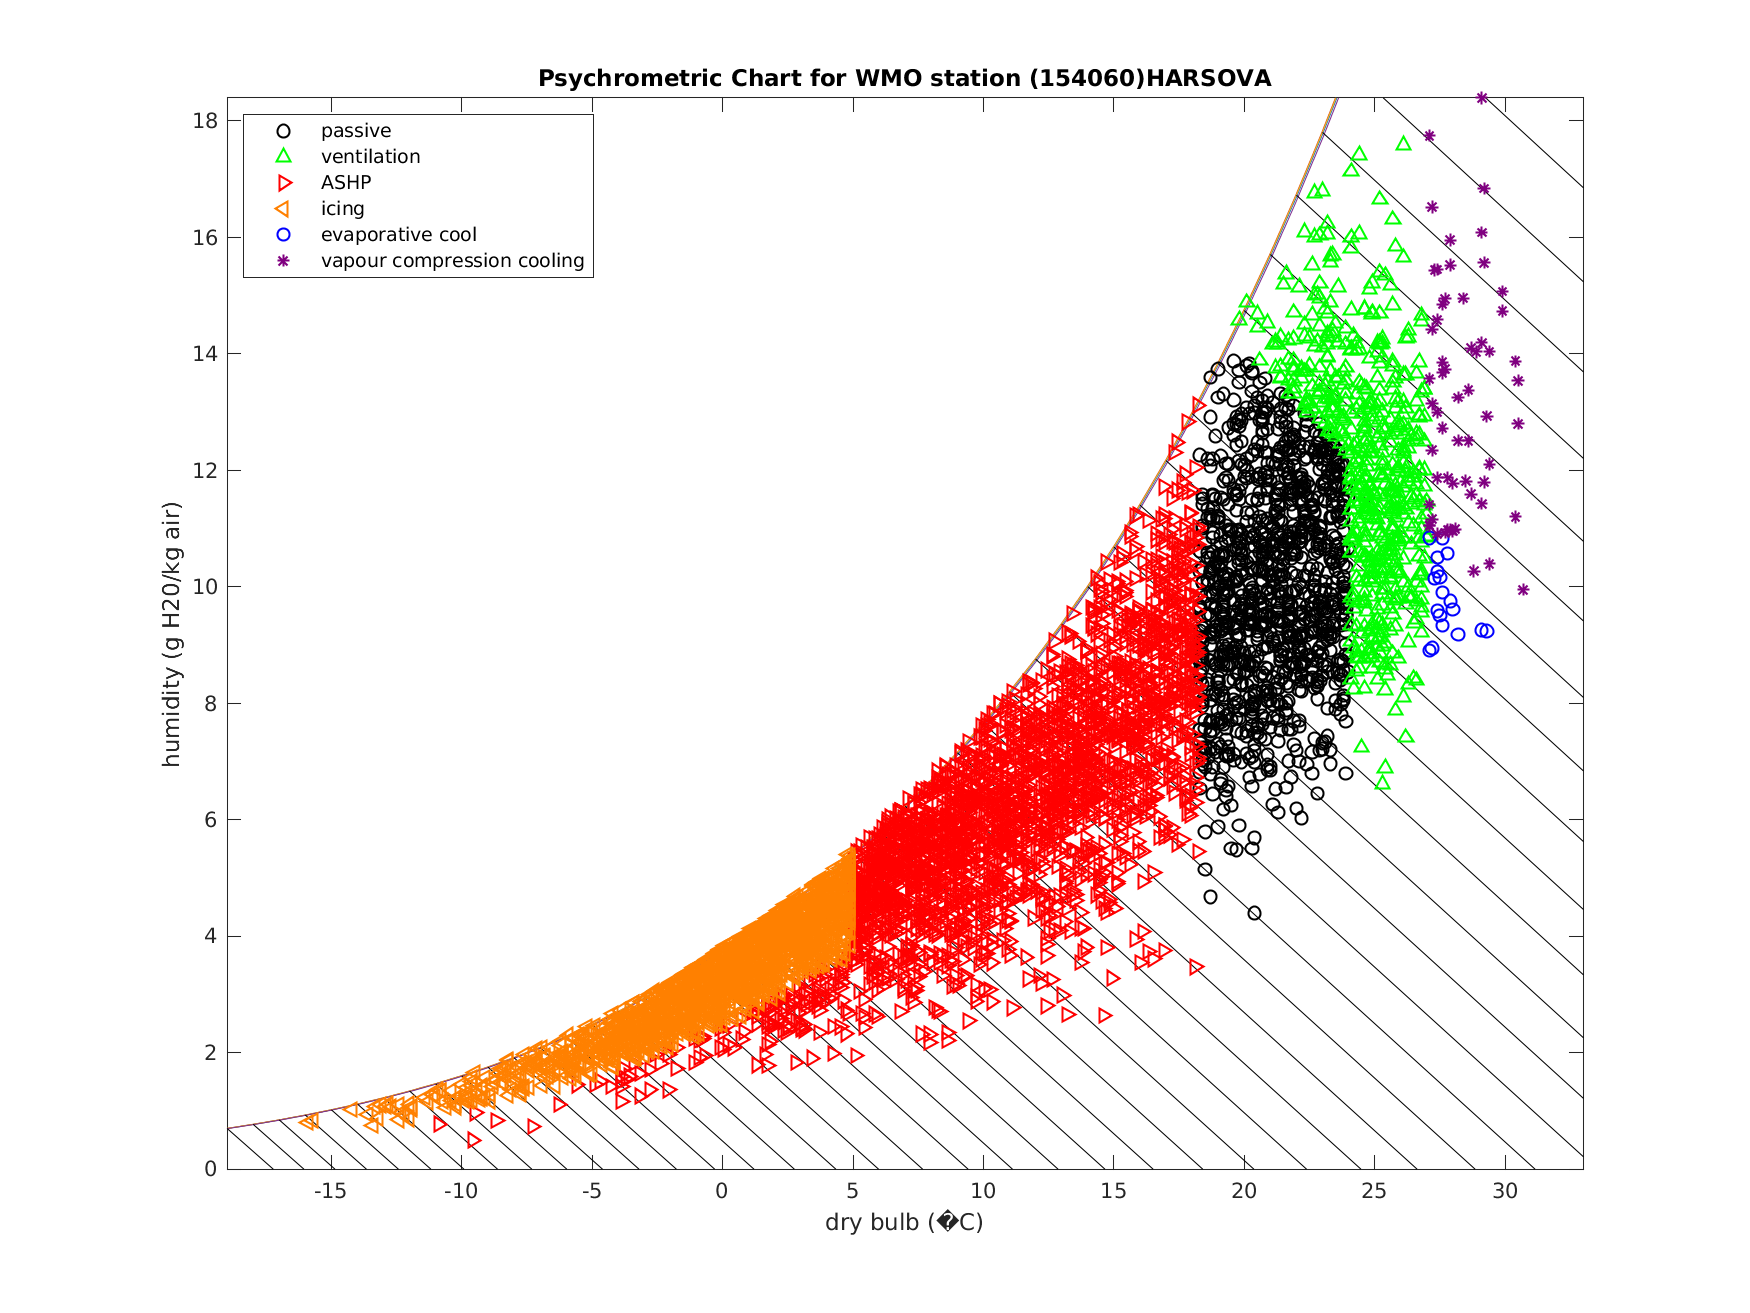 Psychrometric Chart for WMO station (154060)HARSOVA
passive
ventilation
ASHP
icing
evaporative cool
vapour compression cooling
18
16
14
12
10
8
6
4
2
0
humidity (g H20/kg air)
-15 -10 -5 0 5 10 15 20 25 30
dry bulb (�C)